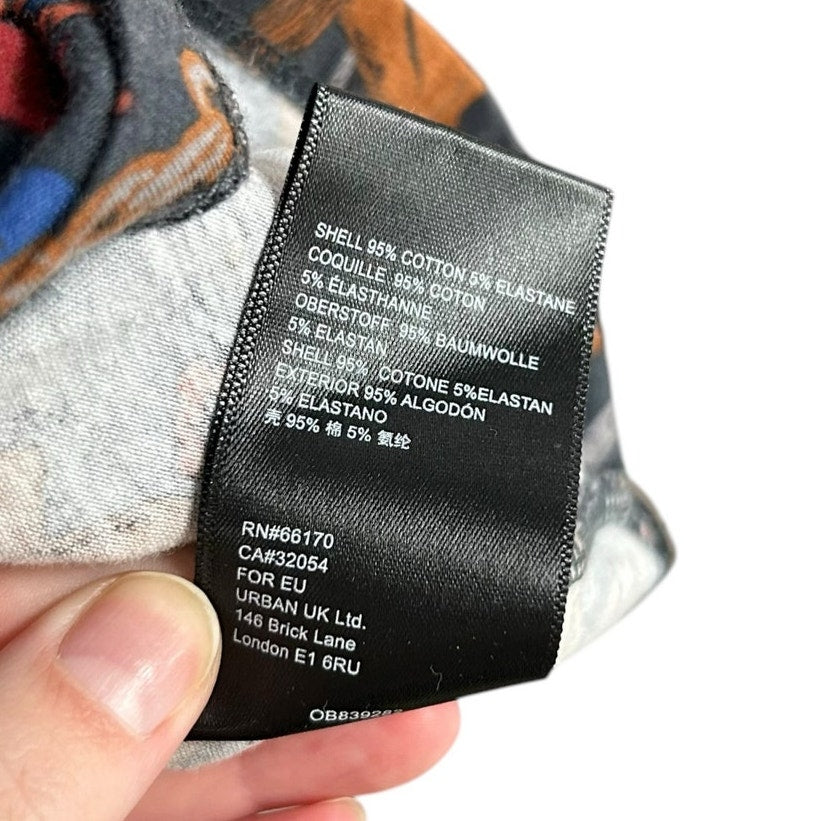 SHELL 95% COTTON 5% ELASTANE
COQUILLE 95% COTON
5% ÉLASTHANNE
OBERSTOFF 95% BAUMWOLLE
5% ELASTAN
SHELL 95% COTONE 5%ELASTAN
EXTERIOR 95% ALGODÓN
5% ELASTANO
壳 95% 棉 5% 氨纶
RN#66170
CA#32054
FOR EU
URBAN UK Ltd.
146 Brick Lane
London E1 6RU